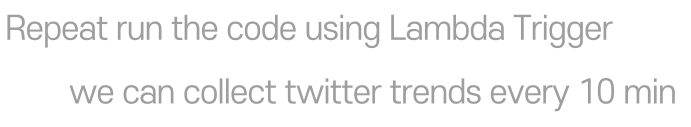 Repeat run the code using Lambda Trigger
we can collect twitter trends every 10 min